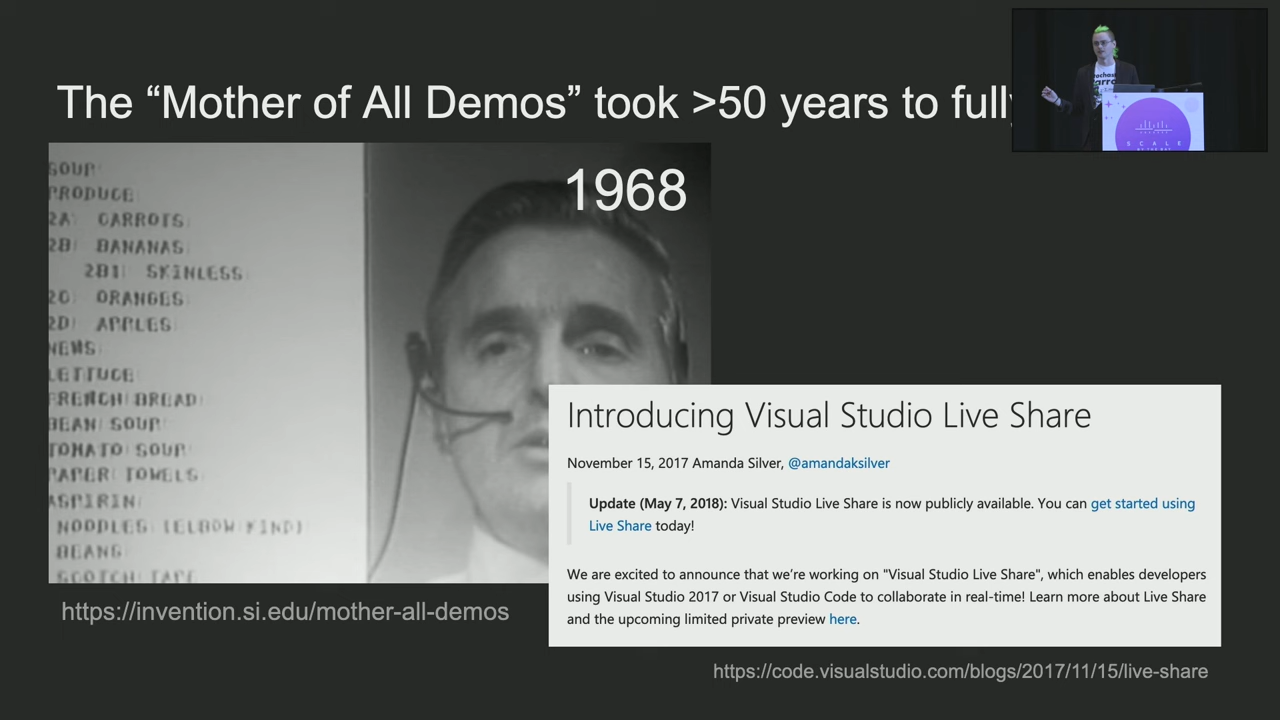 The “Mother of All Demos” took >50 years to fully
1968
SOUP
PRODUCE
2A CARROTS
2B BANANAS
2B1 SKINLESS
2C ORANGES
2D APPLES
NEWS
LETTUCE
FRENCH BREAD
BEAN SOUP
TOMATO SOUP
PAPER TOWELS
ASPIRIN
NOODLES (ELBOW KIND)
BEANS
SCOTCH TAPE
Introducing Visual Studio Live Share
November 15, 2017 Amanda Silver, @amandaksilver
Update (May 7, 2018): Visual Studio Live Share is now publicly available. You can get started using
Live Share today!
We are excited to announce that we’re working on "Visual Studio Live Share", which enables developers
using Visual Studio 2017 or Visual Studio Code to collaborate in real-time! Learn more about Live Share
and the upcoming limited private preview here.
https://invention.si.edu/mother-all-demos
https://code.visualstudio.com/blogs/2017/11/15/live-share
SCALE